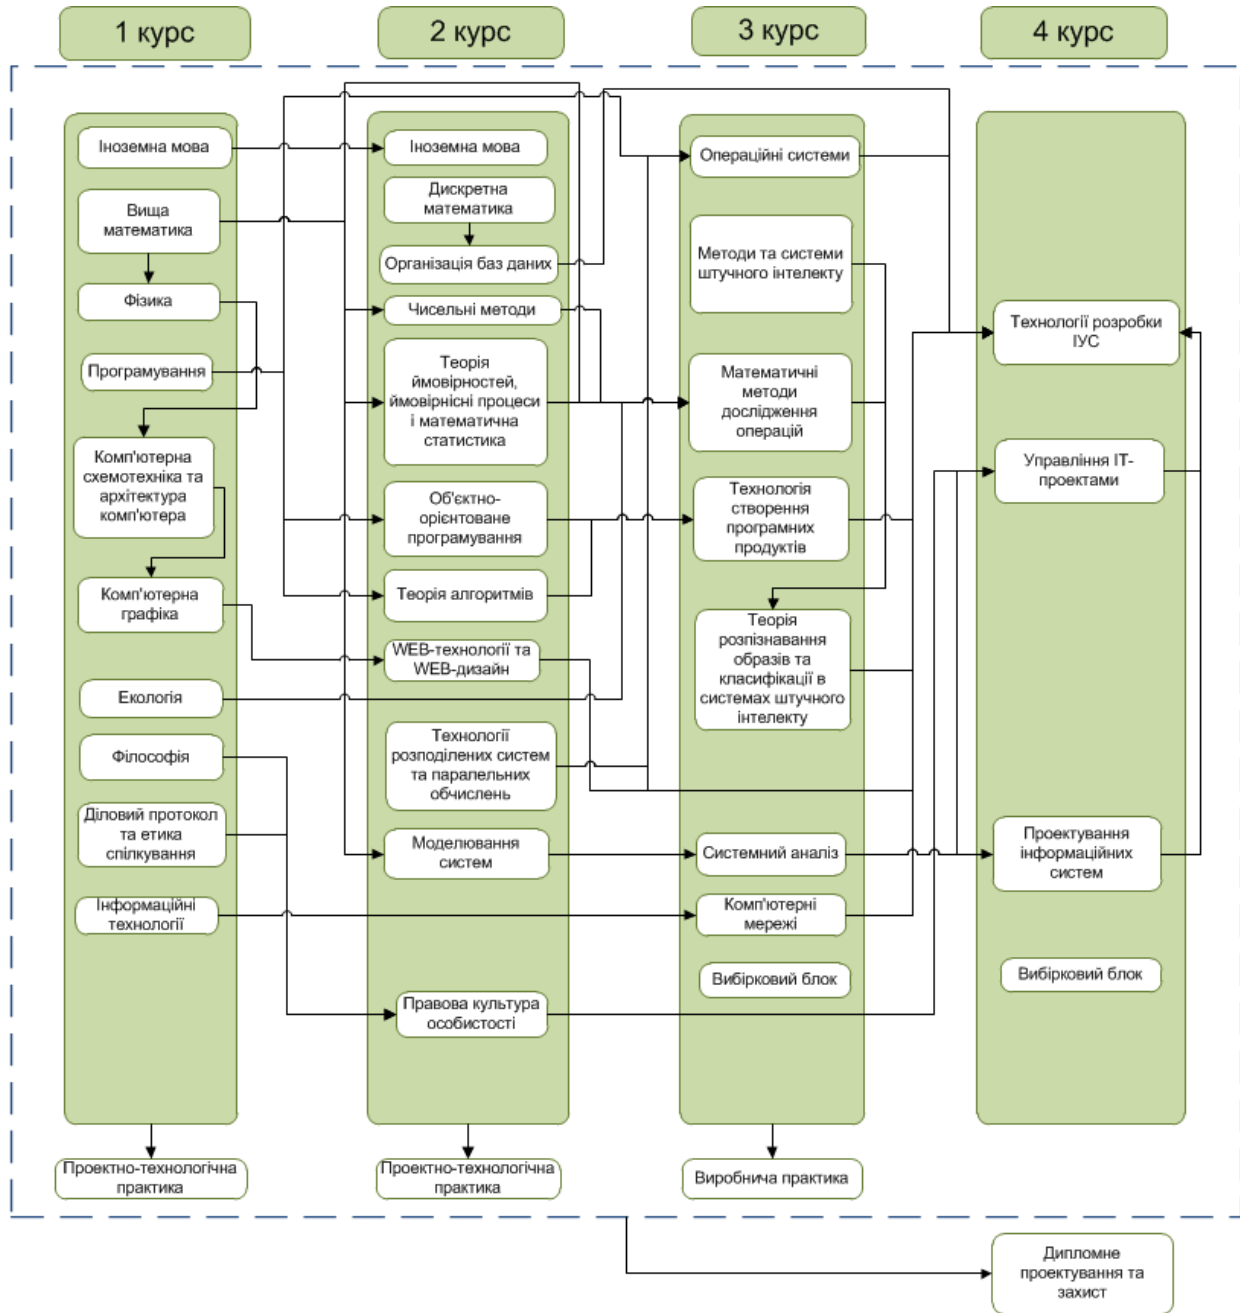 1 курс
2 курс
3 курс
4 курс
Іноземна мова
Вища
математика
Фізика
Програмування
Комп'ютерна
схемотехніка та
архітектура
комп'ютера
Комп'ютерна
графіка
Екологія
Філософія
Діловий протокол
та етика
спілкування
Інформаційні
технології
Іноземна мова
Дискретна
математика
Організація баз даних
Чисельні методи
Теорія
ймовірностей,
ймовірнісні процеси
і математична
статистика
Об'єктно-
орієнтоване
програмування
Теорія алгоритмів
WEB-технології та
WEB-дизайн
Технології
розподілених систем
та паралельних
обчислень
Моделювання
систем
Правова культура
особистості
Операційні системи
Методи та системи
штучного інтелекту
Математичні
методи
дослідження
операцій
Технологія
створення
програмних
продуктів
Теорія
розпізнавання
образів та
класифікації в
системах штучного
інтелекту
Системний аналіз
Комп'ютерні
мережі
Вибірковий блок
Технології розробки
ІУС
Управління ІТ-
проектами
Проектування
інформаційних
систем
Вибірковий блок
Проектно-технологічна
практика
Проектно-технологічна
практика
Виробнича практика
Дипломне
проектування та
захист